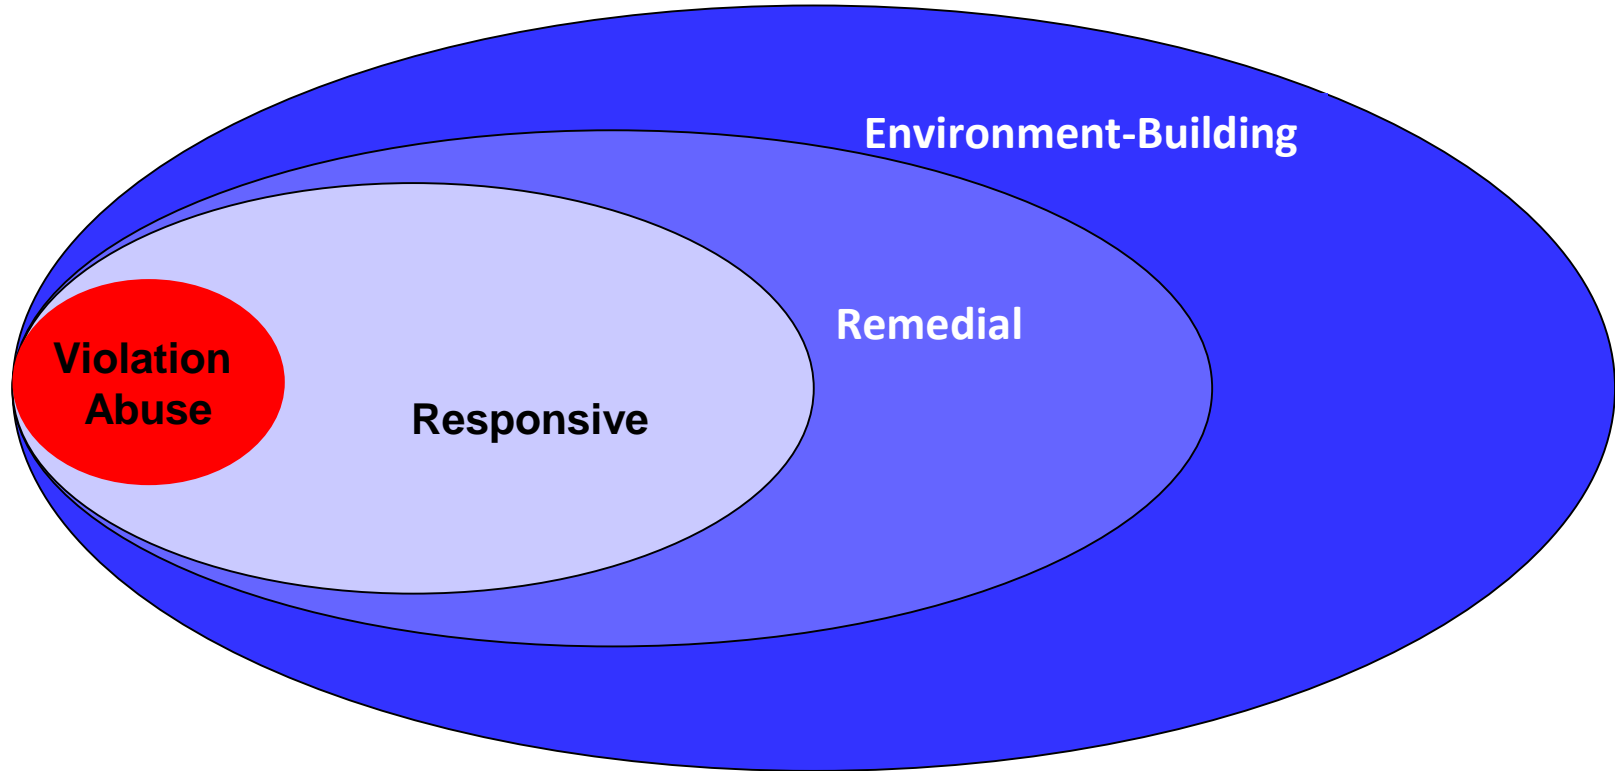 Environment-Building
Remedial
Violation
Abuse
Responsive